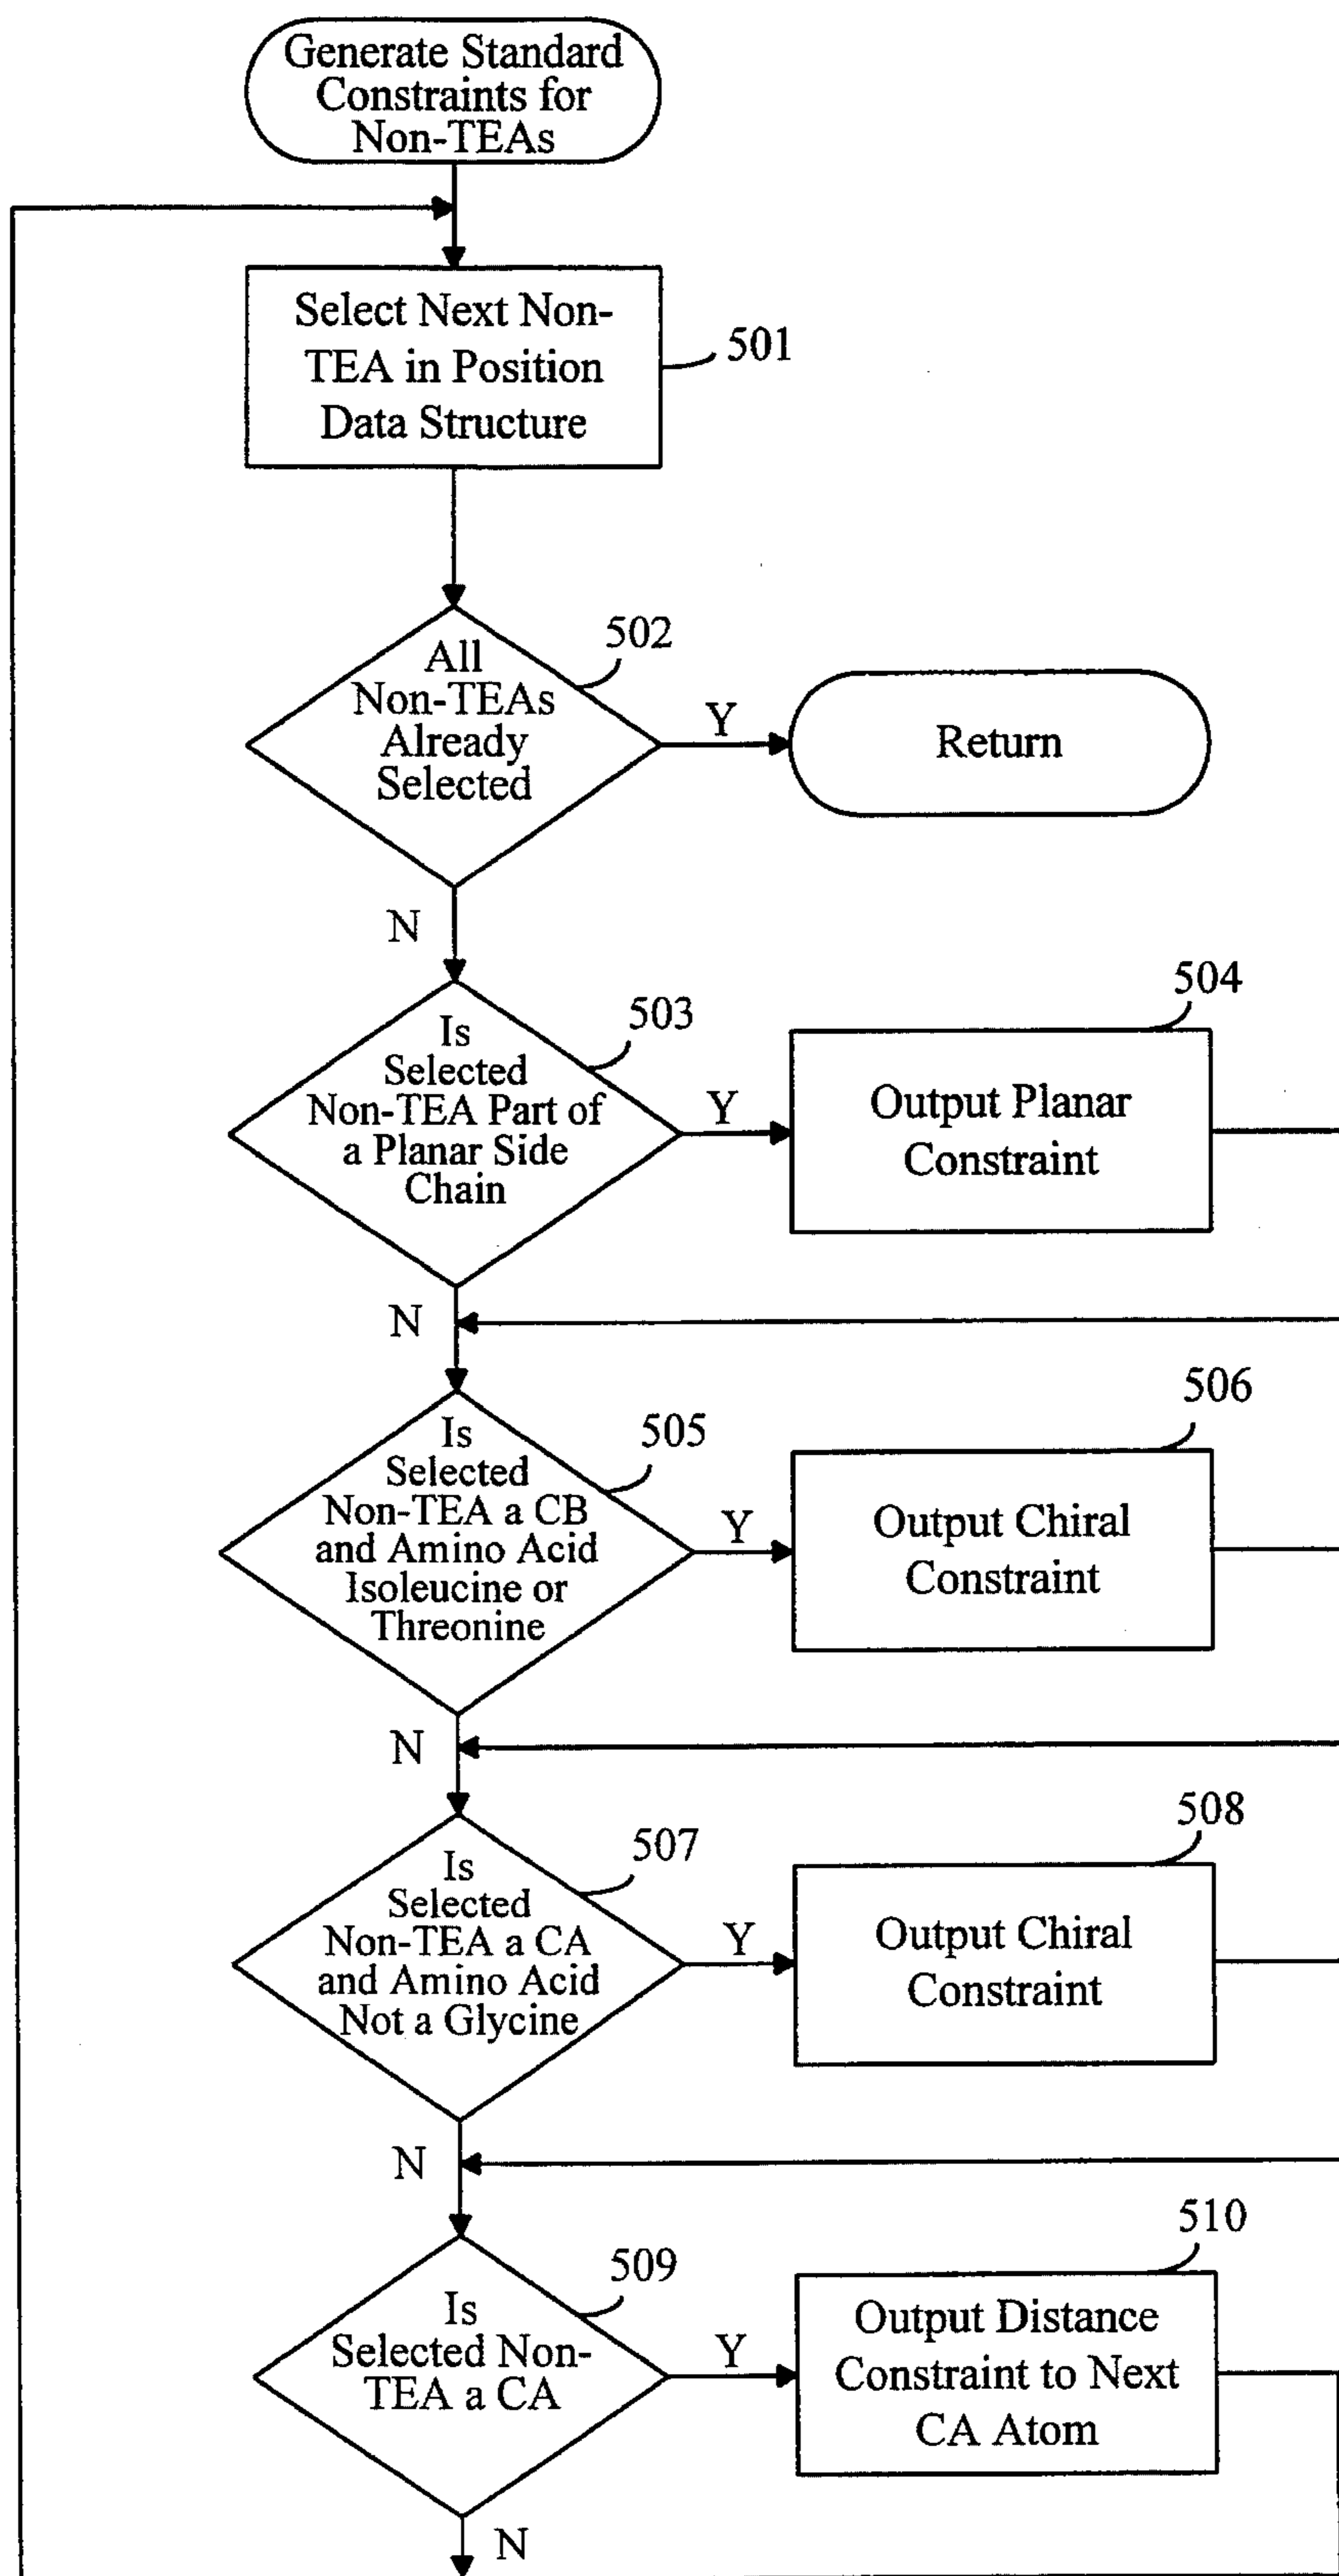 Generate Standard
Constraints for
Non-TEAs
Select Next Non-
TEA in Position
Data Structure
501
All
Non-TEAs
Already
Selected
502
Y
Return
N
Is
Selected
Non-TEA Part of
a Planar Side
Chain
503
Y
504
Output Planar
Constraint
N
Is
Selected
Non-TEA a CB
and Amino Acid
Isoleucine or
Threonine
505
Y
506
Output Chiral
Constraint
N
Is
Selected
Non-TEA a CA
and Amino Acid
Not a Glycine
507
Y
508
Output Chiral
Constraint
N
Is
Selected Non-
TEA a CA
509
Y
510
Output Distance
Constraint to Next
CA Atom
N